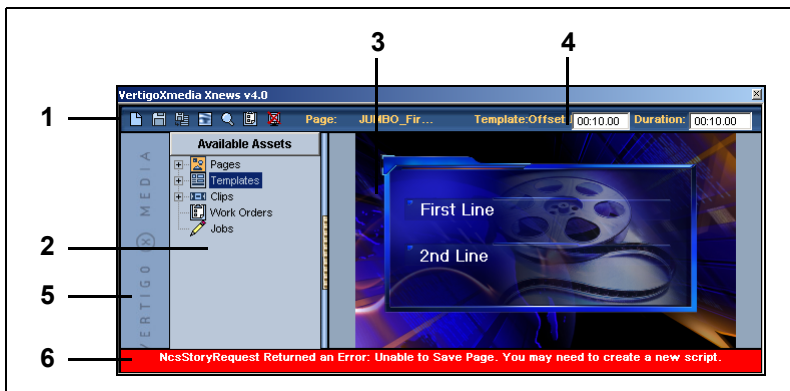 3 4
VertigoXmedia Xnews v4.0
1 Page: JUMBO_Fir... Template:Offset: 00:10.00 Duration: 00:10.00
Available Assets
Pages
Templates
Clips
Work Orders
Jobs
First Line
2nd Line
2
5
VERTIGO X MEDIA
6 NcsStoryRequest Returned an Error: Unable to Save Page. You may need to create a new script.